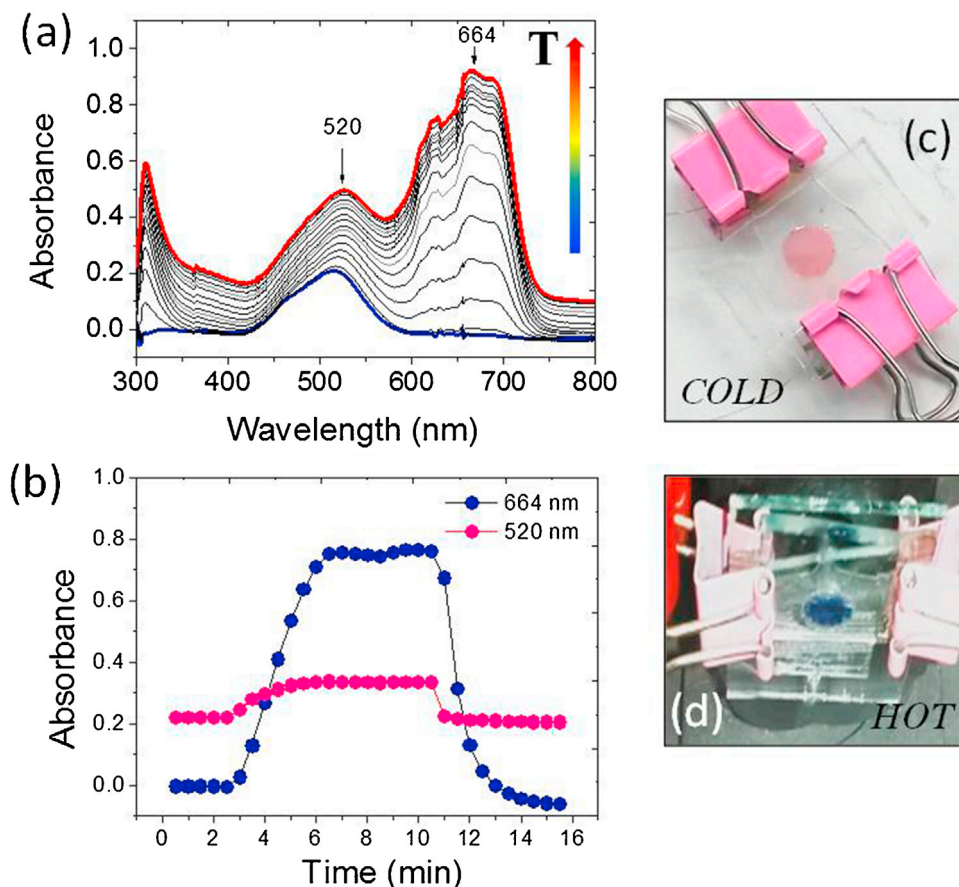 (a)
1.0
0.8
0.6
0.4
0.2
0.0
Absorbance
520
664
T
300 400 500 600 700 800
Wavelength (nm)
(b)
1.0
0.8
0.6
0.4
0.2
0.0
Absorbance
664 nm
520 nm
0 2 4 6 8 10 12 14 16
Time (min)
(c)
COLD
(d)
HOT